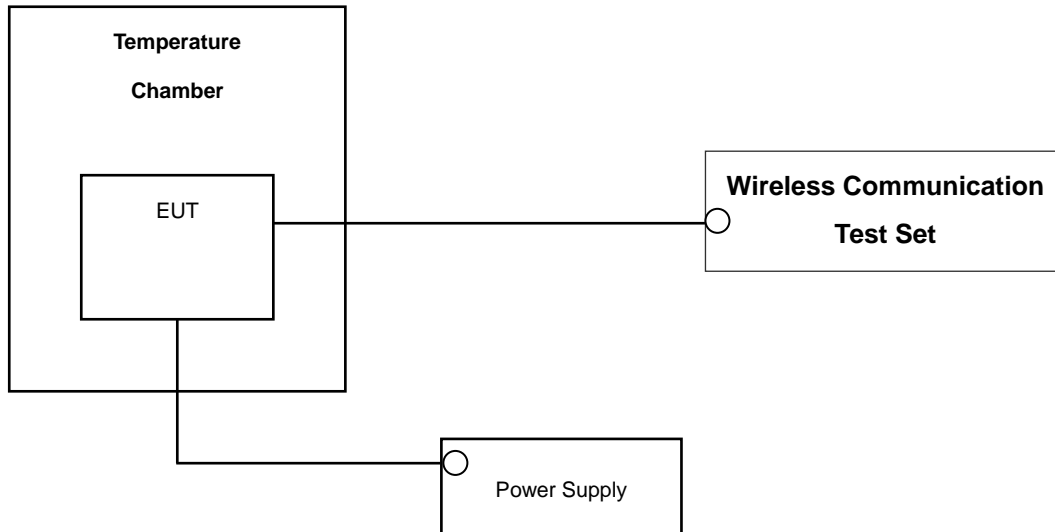 Temperature
Chamber
EUT
Wireless Communication
Test Set
Power Supply